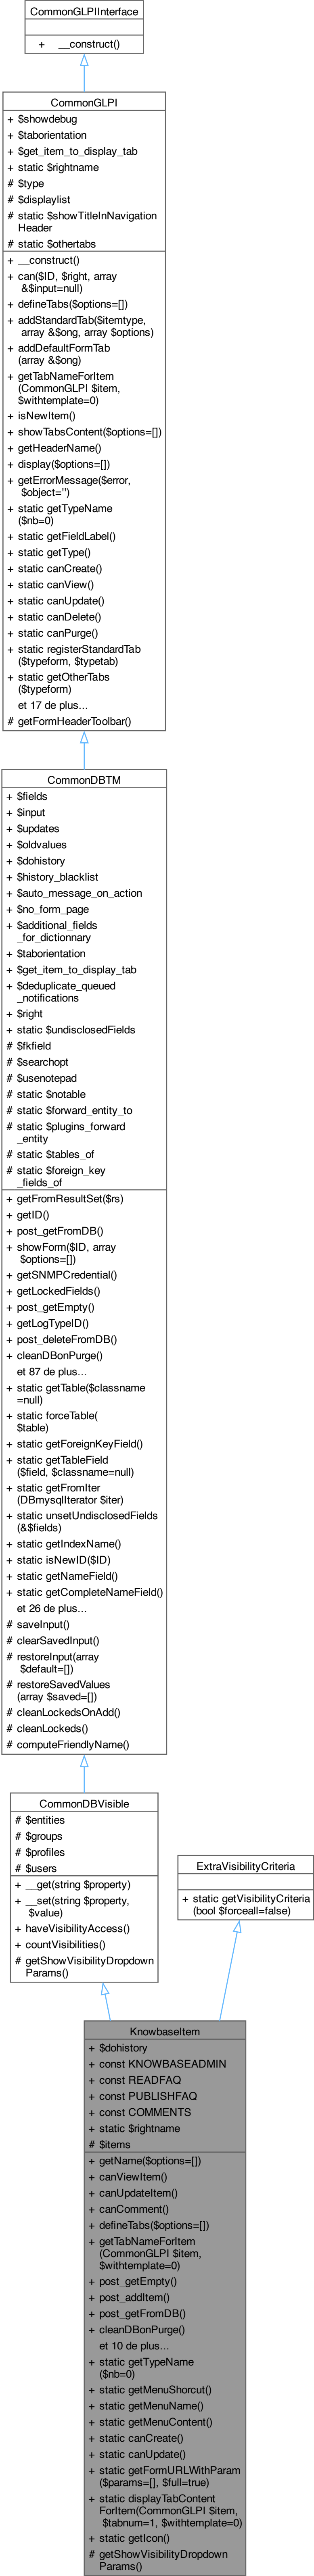 CommonGLPIInterface
+ __construct()
CommonGLPI
+ $showdebug
+ $taborientation
+ $get_item_to_display_tab
+ static $rightname
# $type
# $displaylist
# static $showTitleInNavigation
Header
# static $othertabs
+ __construct()
+ can($ID, $right, array
&$input=null)
+ defineTabs($options=[])
+ addStandardTab($itemtype,
array &$ong, array $options)
+ addDefaultFormTab
(array &$ong)
+ getTabNameForItem
(CommonGLPI $item,
$withtemplate=0)
+ isNewItem()
+ showTabsContent($options=[])
+ getHeaderName()
+ display($options=[])
+ getErrorMessage($error,
$object='')
+ static getTypeName
($nb=0)
+ static getFieldLabel()
+ static getType()
+ static canCreate()
+ static canView()
+ static canUpdate()
+ static canDelete()
+ static canPurge()
+ static registerStandardTab
($typeform, $typetab)
+ static getOtherTabs
($typeform)
et 17 de plus...
# getFormHeaderToolbar()
CommonDBTM
+ $fields
+ $input
+ $updates
+ $oldvalues
+ $dohistory
+ $history_blacklist
+ $auto_message_on_action
+ $no_form_page
+ $additional_fields
_for_dictionnary
+ $taborientation
+ $get_item_to_display_tab
+ $deduplicate_queued
_notifications
+ $right
+ static $undisclosedFields
# $fkfield
# $searchopt
# $usenotepad
# static $notable
# static $forward_entity_to
# static $plugins_forward
_entity
# static $tables_of
# static $foreign_key
_fields_of
+ getFromResultSet($rs)
+ getID()
+ post_getFromDB()
+ showForm($ID, array
$options=[])
+ getSNMPCredential()
+ getLockedFields()
+ post_getEmpty()
+ getLogTypeID()
+ post_deleteFromDB()
+ cleanDBonPurge()
et 87 de plus...
+ static getTable($classname
=null)
+ static forceTable(
$table)
+ static getForeignKeyField()
+ static getTableField
($field, $classname=null)
+ static getFromIter
(DBmysqlIterator $iter)
+ static unsetUndisclosedFields
(&$fields)
+ static getIndexName()
+ static isNewID($ID)
+ static getNameField()
+ static getCompleteNameField()
et 26 de plus...
# saveInput()
# clearSavedInput()
# restoreInput(array
$default=[])
# restoreSavedValues
(array $saved=[])
# cleanLockedsOnAdd()
# cleanLockeds()
# computeFriendlyName()
CommonDBVisible
# $entities
# $groups
# $profiles
# $users
+ __get(string $property)
+ __set(string $property,
$value)
+ haveVisibilityAccess()
+ countVisibilities()
# getShowVisibilityDropdown
Params()
ExtraVisibilityCriteria
+ static getVisibilityCriteria
(bool $forceall=false)
KnowbaseItem
+ $dohistory
+ const KNOWBASEADMIN
+ const READFAQ
+ const PUBLISHFAQ
+ const COMMENTS
+ static $rightname
# $items
+ getName($options=[])
+ canViewItem()
+ canUpdateItem()
+ canComment()
+ defineTabs($options=[])
+ getTabNameForItem
(CommonGLPI $item,
$withtemplate=0)
+ post_getEmpty()
+ post_addItem()
+ post_getFromDB()
+ cleanDBonPurge()
et 10 de plus...
+ static getTypeName
($nb=0)
+ static getMenuShorcut()
+ static getMenuName()
+ static getMenuContent()
+ static canCreate()
+ static canUpdate()
+ static getFormURLWithParam
($params=[], $full=true)
+ static displayTabContent
ForItem(CommonGLPI $item,
$tabnum=1, $withtemplate=0)
+ static getIcon()
# getShowVisibilityDropdown
Params()